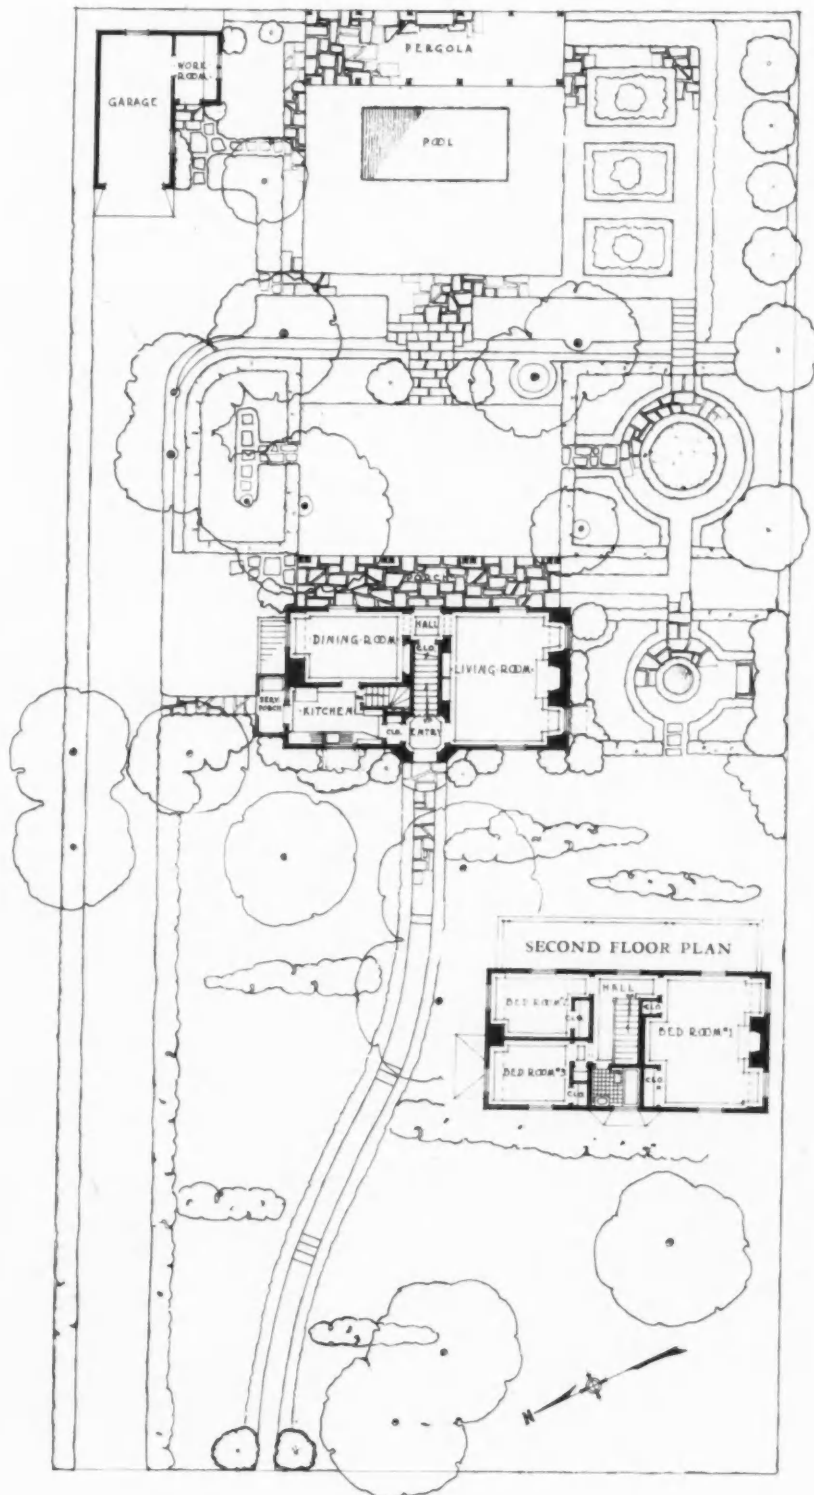 PERGOLA
WORK
ROOM
GARAGE
POOL
PORCH
DINING·ROOM
HALL
CLO.
LIVING·ROOM
SERV.
PORCH
·KITCHEN·
CLO.
ENTRY
SECOND FLOOR PLAN
HALL
BED ROOM#2
CLO.
CLO.
BED ROOM#1
BED ROOM#3
CLO.
CLO.
N